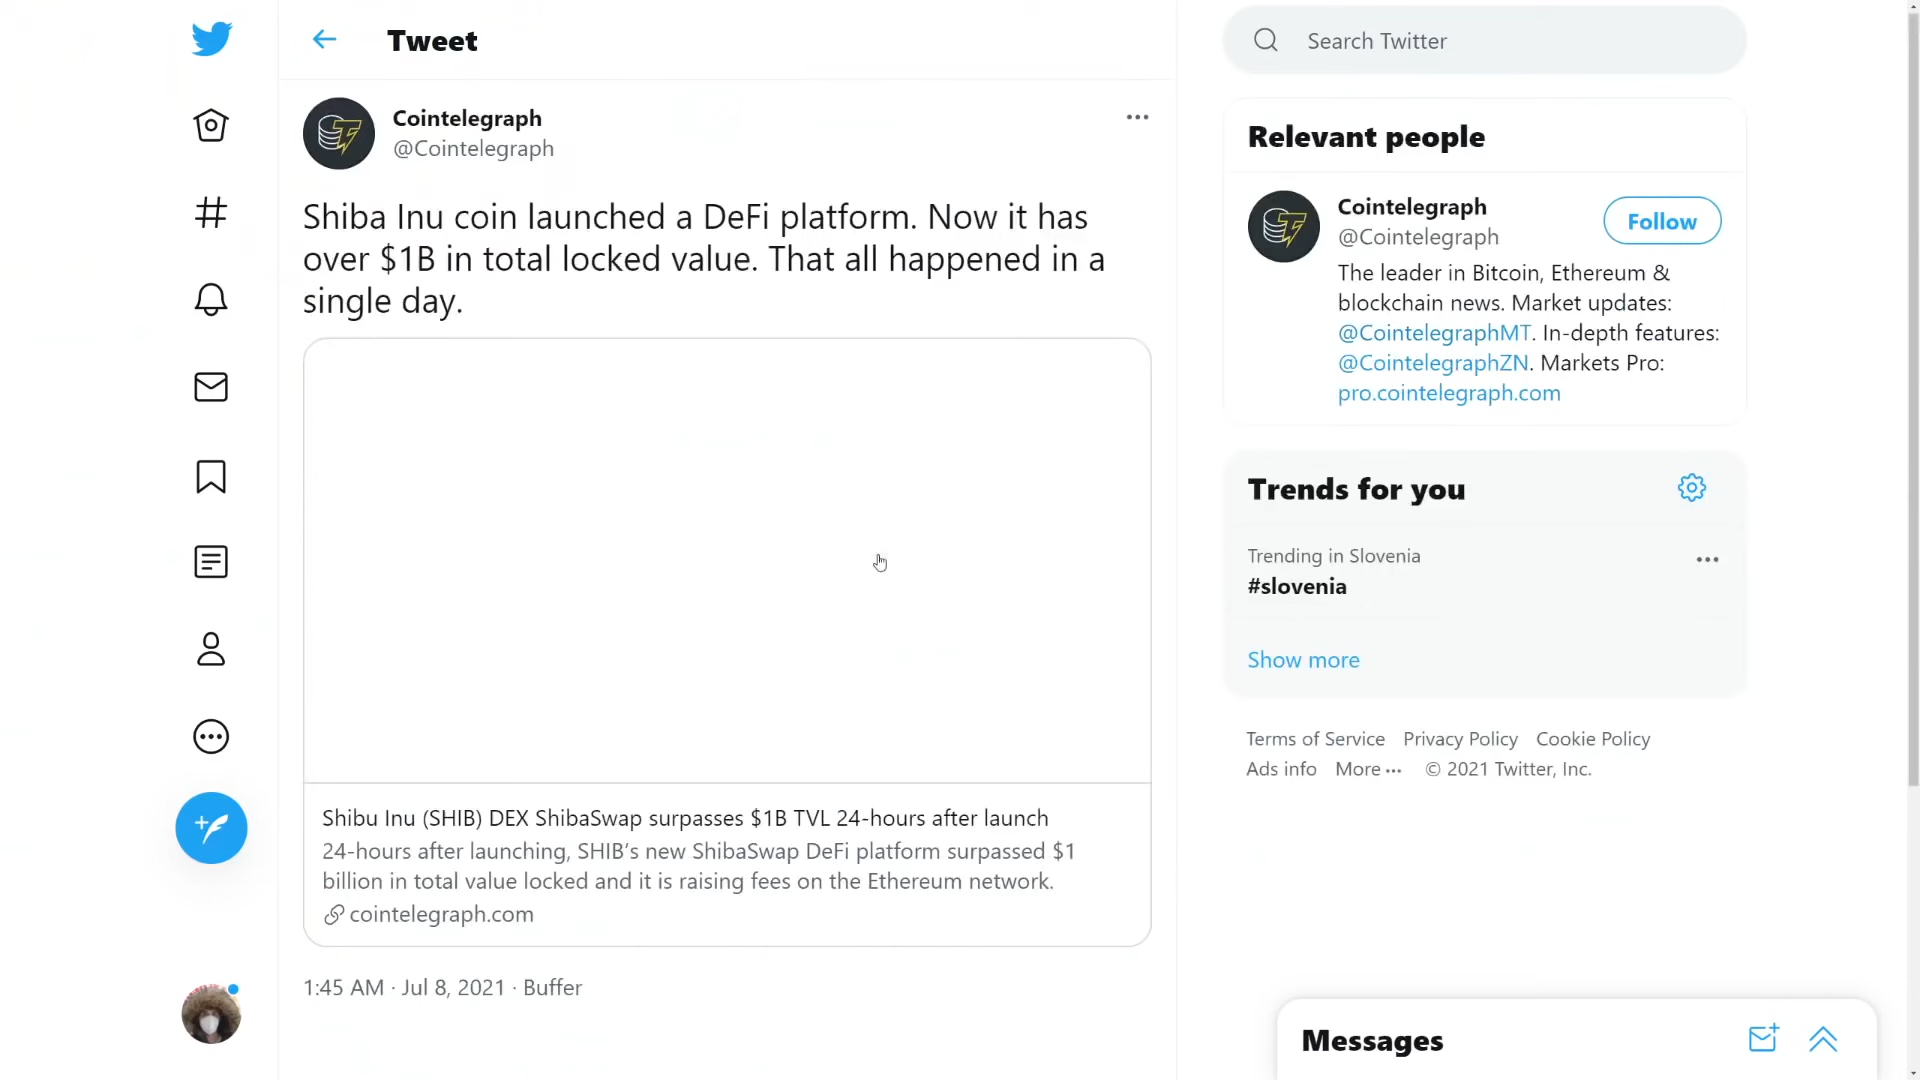 Tweet
Cointelegraph
@Cointelegraph
Shiba Inu coin launched a DeFi platform. Now it has
over $1B in total locked value. That all happened in a
single day.
Shibu Inu (SHIB) DEX ShibaSwap surpasses $1B TVL 24-hours after launch
24-hours after launching, SHIB's new ShibaSwap DeFi platform surpassed $1
billion in total value locked and it is raising fees on the Ethereum network.
cointelegraph.com
1:45 AM · Jul 8, 2021 · Buffer
Search Twitter
Relevant people
Cointelegraph
@Cointelegraph
Follow
The leader in Bitcoin, Ethereum &
blockchain news. Market updates:
@CointelegraphMT. In-depth features:
@CointelegraphZN. Markets Pro:
pro.cointelegraph.com
Trends for you
Trending in Slovenia
#slovenia
Show more
Terms of Service Privacy Policy Cookie Policy
Ads info More ··· © 2021 Twitter, Inc.
Messages